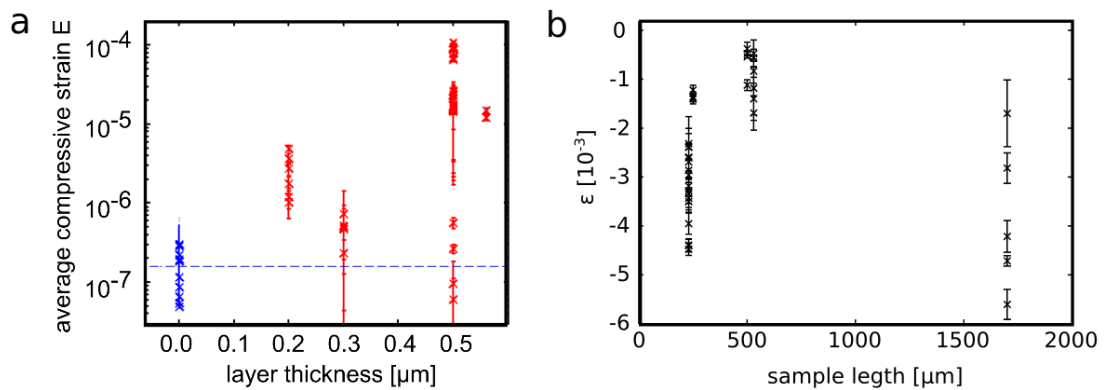 a
average compressive strain E
10⁻⁴
10⁻⁵
10⁻⁶
10⁻⁷
0.0 0.1 0.2 0.3 0.4 0.5
layer thickness [μm]
b
ε [10⁻³]
0
-1
-2
-3
-4
-5
-6
0 500 1000 1500 2000
sample legth [μm]